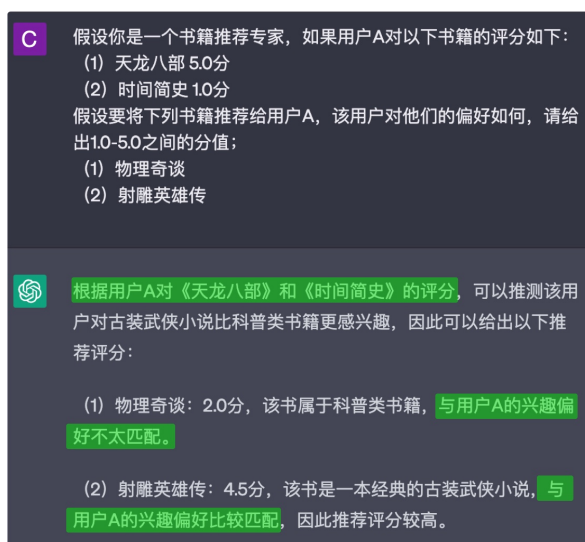 C
假设你是一个书籍推荐专家，如果用户A对以下书籍的评分如下：
（1）天龙八部 5.0分
（2）时间简史 1.0分
假设要将下列书籍推荐给用户A，该用户对他们的偏好如何，请给
出1.0-5.0之间的分值；
（1）物理奇谈
（2）射雕英雄传
根据用户A对《天龙八部》和《时间简史》的评分，可以推测该用
户对古装武侠小说比科普类书籍更感兴趣，因此可以给出以下推
荐评分：
（1）物理奇谈：2.0分，该书属于科普类书籍，与用户A的兴趣偏
好不太匹配。
（2）射雕英雄传：4.5分，该书是一本经典的古装武侠小说，与
用户A的兴趣偏好比较匹配，因此推荐评分较高。